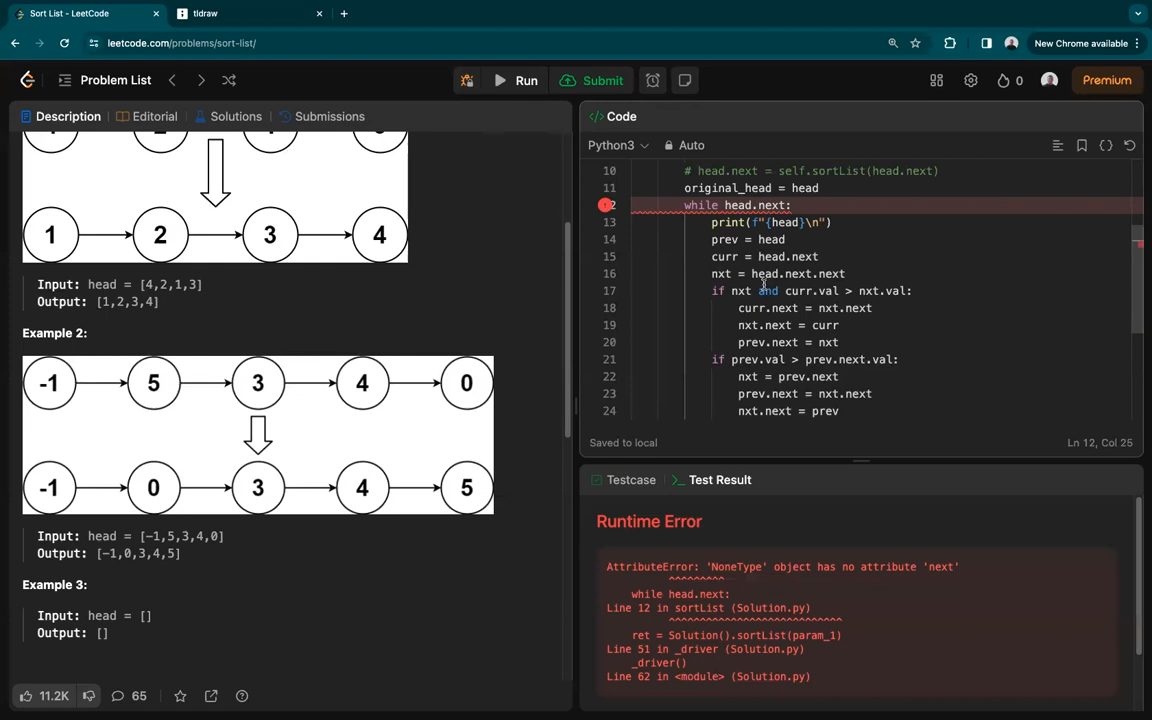 Sort List - LeetCode
tldraw
leetcode.com/problems/sort-list/
New Chrome available
Problem List
Run
Submit
0
Premium
Description
Editorial
Solutions
Submissions
1 2 3 4
Input: head = [4,2,1,3]
Output: [1,2,3,4]
Example 2:
-1 5 3 4 0
-1 0 3 4 5
Input: head = [-1,5,3,4,0]
Output: [-1,0,3,4,5]
Example 3:
Input: head = []
Output: []
11.2K
65
</> Code
Python3
Auto
10 # head.next = self.sortList(head.next)
11 original_head = head
2 while head.next:
13 print(f"{head}\n")
14 prev = head
15 curr = head.next
16 nxt = head.next.next
17 if nxt and curr.val > nxt.val:
18 curr.next = nxt.next
19 nxt.next = curr
20 prev.next = nxt
21 if prev.val > prev.next.val:
22 nxt = prev.next
23 prev.next = nxt.next
24 nxt.next = prev
Saved to local
Ln 12, Col 25
Testcase
>_ Test Result
Runtime Error
AttributeError: 'NoneType' object has no attribute 'next'
^^^^^^^^^
while head.next:
Line 12 in sortList (Solution.py)
^^^^^^^^^^^^^^^^^^^^^^^^^^^^
ret = Solution().sortList(param_1)
Line 51 in _driver (Solution.py)
_driver()
Line 62 in <module> (Solution.py)